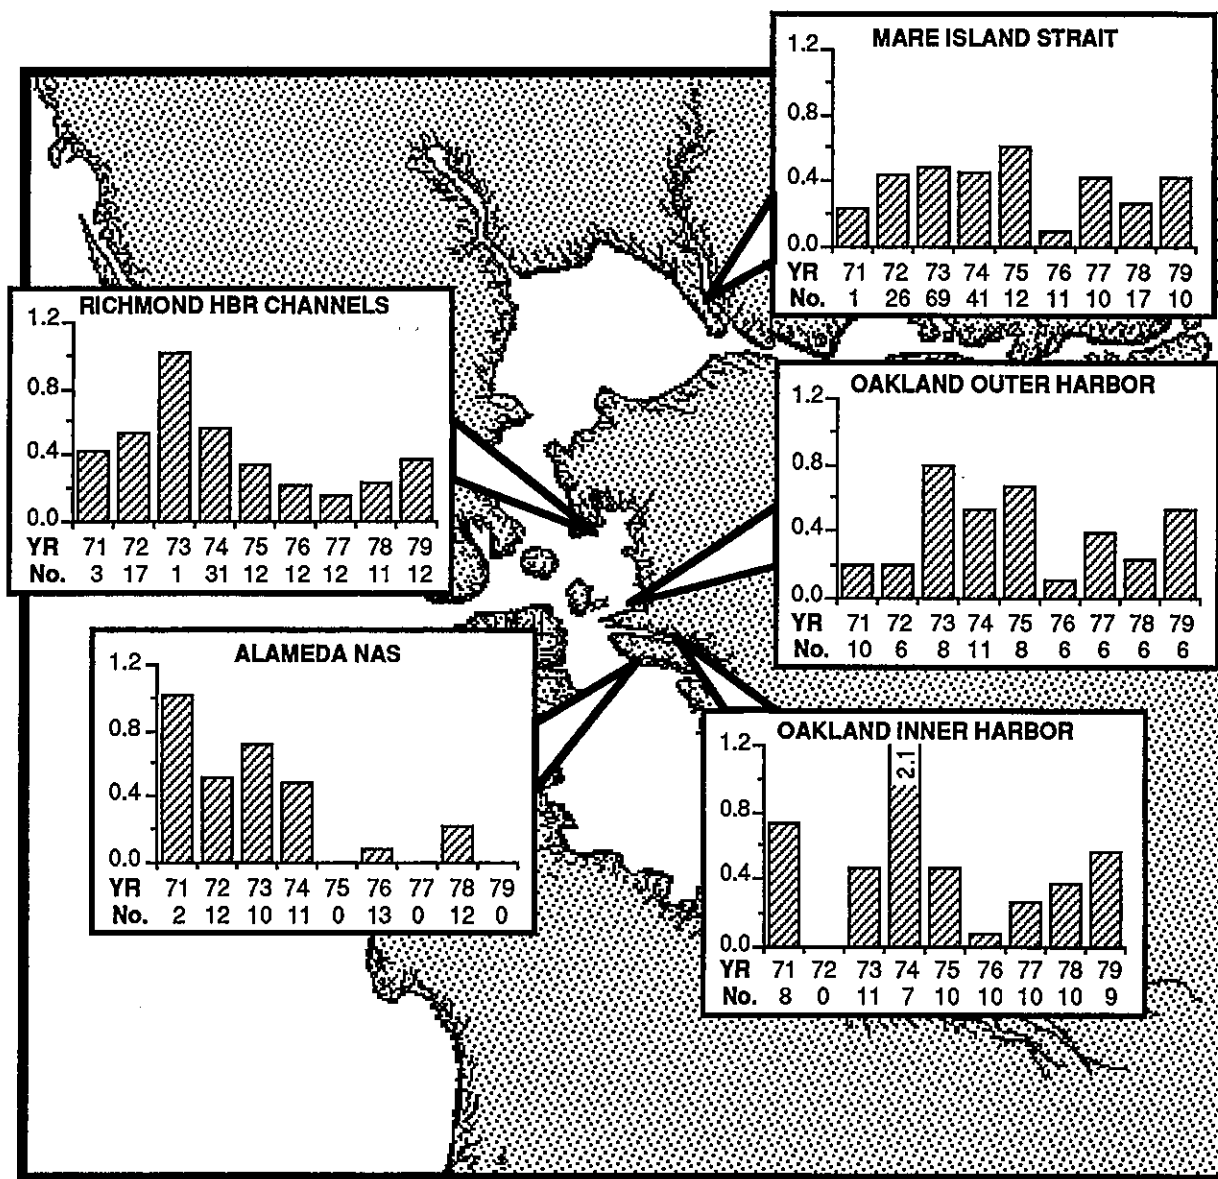 MARE ISLAND STRAIT
1.2
0.8
0.4
0.0
YR 71 72 73 74 75 76 77 78 79
No. 1 26 69 41 12 11 10 17 10
RICHMOND HBR CHANNELS
1.2
0.8
0.4
0.0
YR 71 72 73 74 75 76 77 78 79
No. 3 17 1 31 12 12 12 11 12
OAKLAND OUTER HARBOR
1.2
0.8
0.4
0.0
YR 71 72 73 74 75 76 77 78 79
No. 10 6 8 11 8 6 6 6 6
ALAMEDA NAS
1.2
0.8
0.4
0.0
YR 71 72 73 74 75 76 77 78 79
No. 2 12 10 11 0 13 0 12 0
OAKLAND INNER HARBOR
1.2
2.1
0.8
0.4
0.0
YR 71 72 73 74 75 76 77 78 79
No. 8 0 11 7 10 10 10 10 9